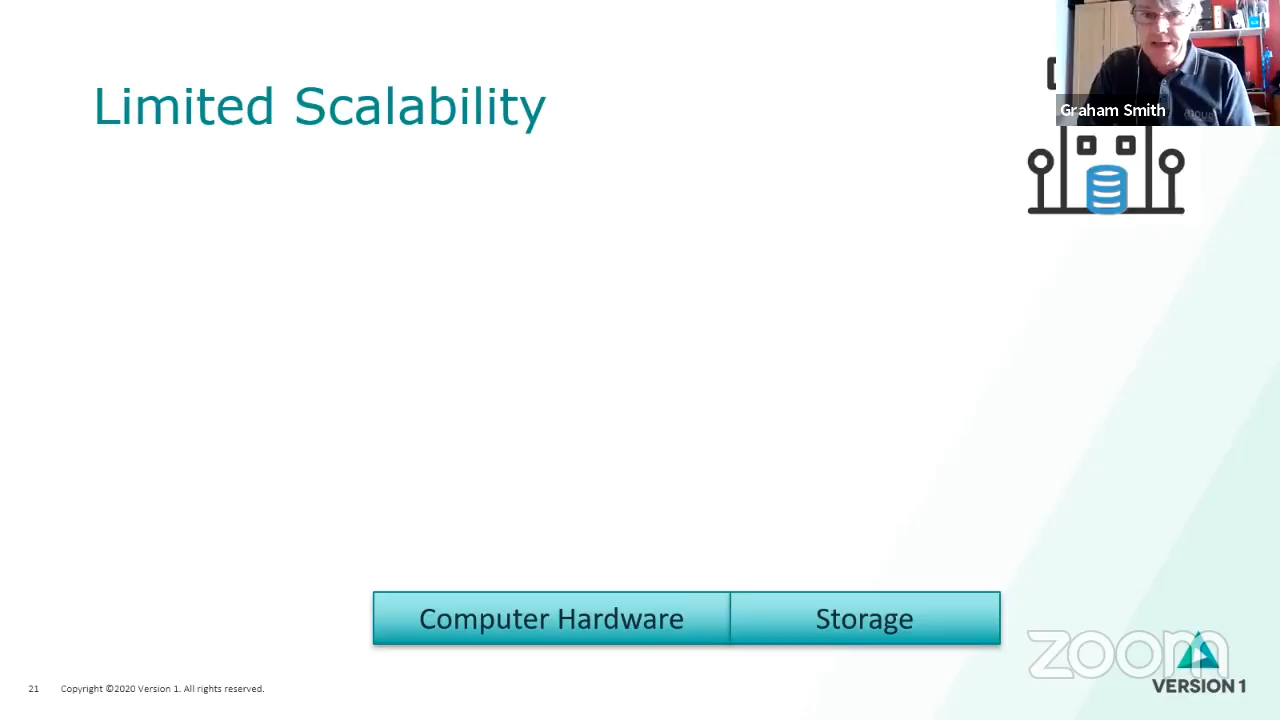 Limited Scalability
Graham Smith
Computer Hardware
Storage
zoom
VERSION 1
21
Copyright ©2020 Version 1. All rights reserved.